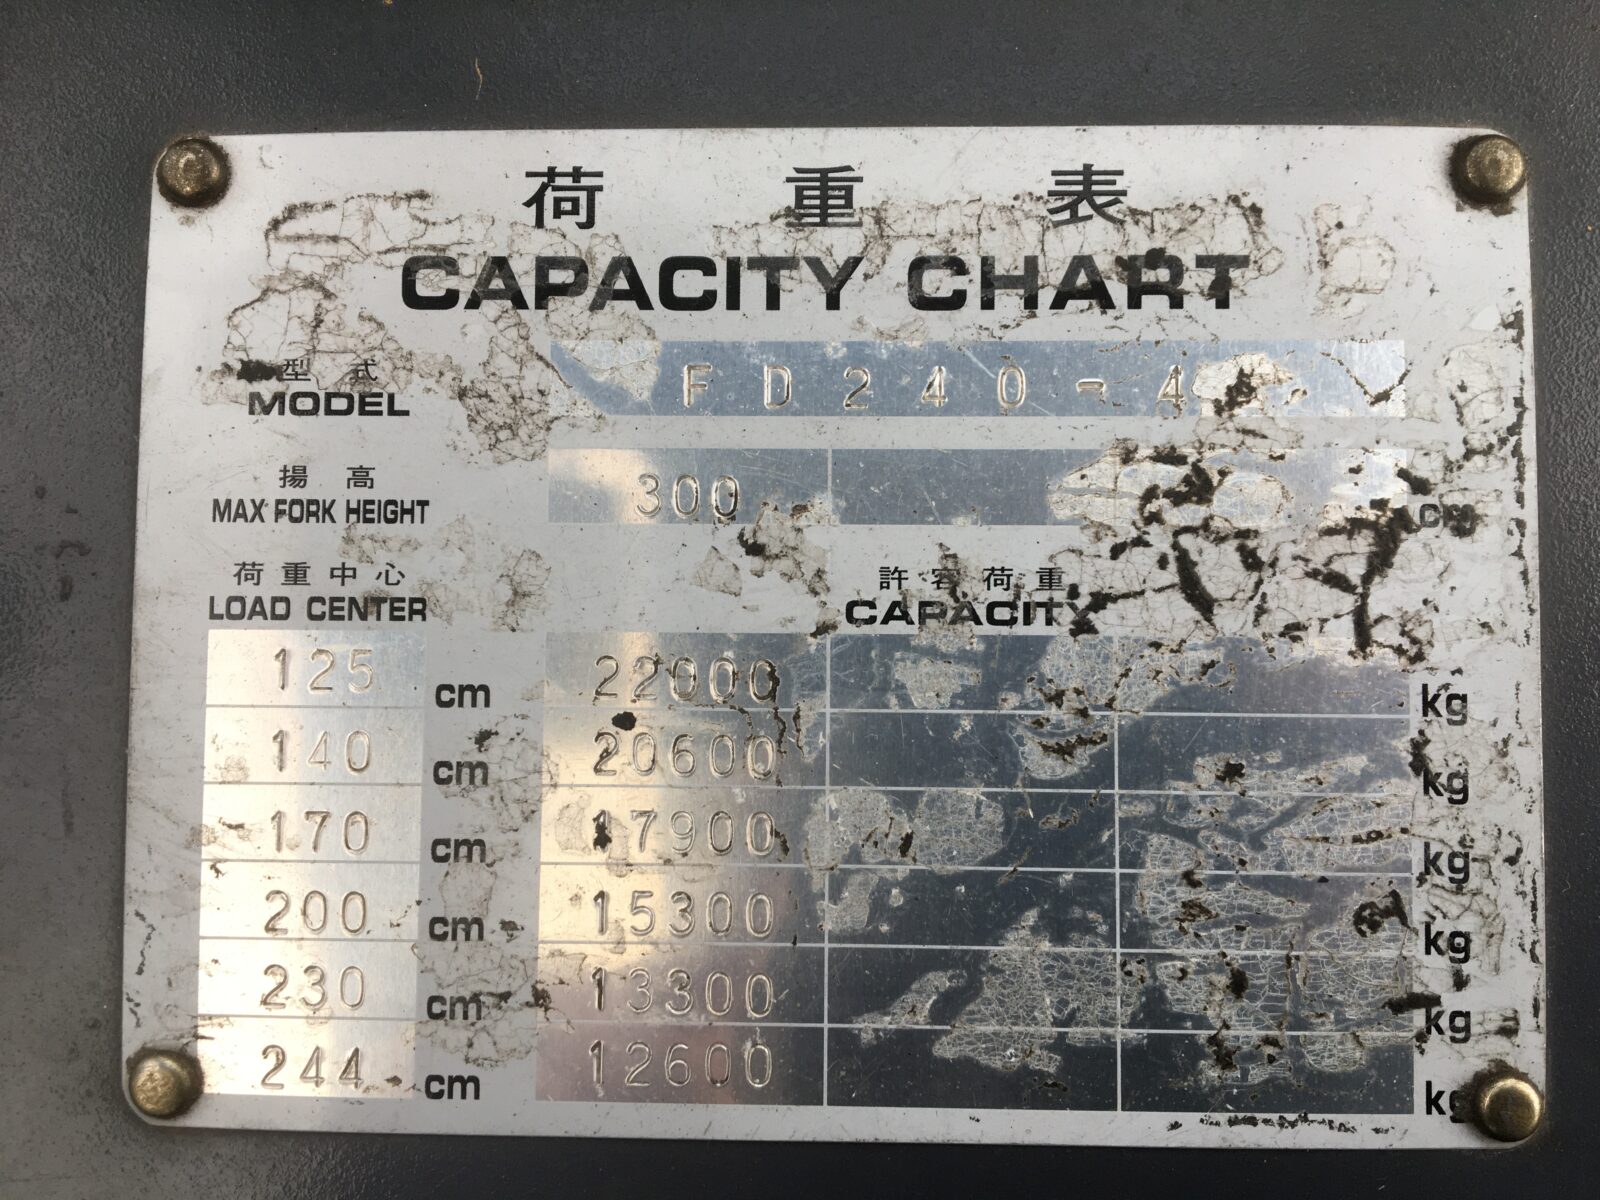 荷重表
CAPACITY CHART
型式
MODEL FD240-4
揚高
MAX FORK HEIGHT 300 cm
荷重中心 許容荷重
LOAD CENTER CAPACITY
125 cm 22000 kg
140 cm 20600 kg
170 cm 17900 kg
200 cm 15300 kg
230 cm 13300 kg
244 cm 12600 kg